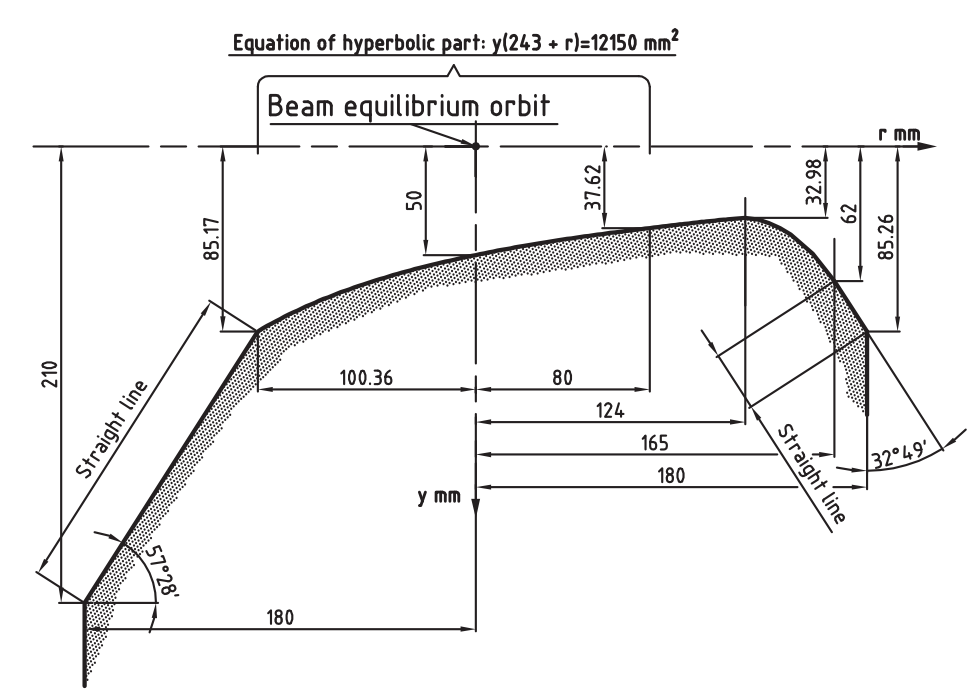 Equation of hyperbolic part: y(243 + r)=12150 mm²
Beam equilibrium orbit
r mm
85.17
50
37.62
32.98
62
85.26
210
Straight line
100.36
80
124
165
180
Straight line
32°49'
y mm
57°28'
180